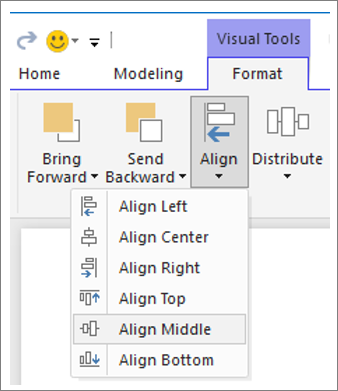 Visual Tools
Home Modeling Format
Bring Forward
Send Backward
Align
Distribute
Align Left
Align Center
Align Right
Align Top
Align Middle
Align Bottom